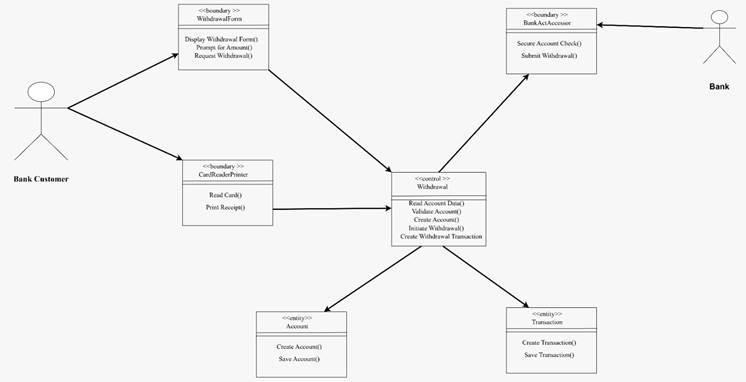 <<boundary >>
WithdrawalForm
Display Withdrawal Form()
Prompt for Amount()
Request Withdrawal()
<<boundary >>
BankActAccessor
Secure Account Check()
Submit Withdrawal()
Bank
Bank Customer
<<boundary >>
CardReaderPrinter
Read Card()
Print Receipt()
<<control >>
Withdrawal
Read Account Data()
Validate Account()
Create Account()
Initiate Withdrawal()
Create Withdrawal Transaction
<<entity>>
Account
Create Account()
Save Account()
<<entity>>
Transaction
Create Transaction()
Save Transaction()